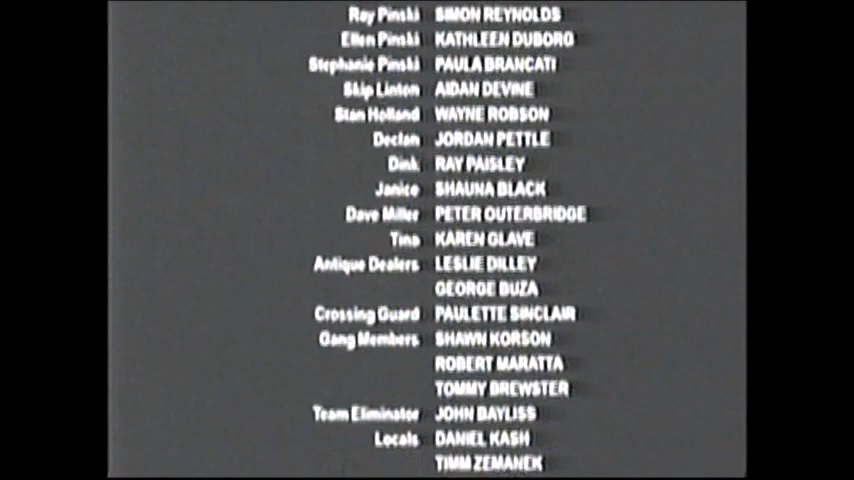 Ray Pinski SIMON REYNOLDS
Ellen Pinski KATHLEEN DUBORG
Stephanie Pinski PAULA BRANCATI
Skip Linton AIDAN DEVINE
Stan Holland WAYNE ROBSON
Declan JORDAN PETTLE
Dink RAY PAISLEY
Janice SHAUNA BLACK
Dave Miller PETER OUTERBRIDGE
Tina KAREN GLAVE
Antique Dealers LESLIE DILLEY
GEORGE BUZA
Crossing Guard PAULETTE SINCLAIR
Gang Members SHAWN KORSON
ROBERT MARATTA
TOMMY BREWSTER
Team Eliminator JOHN BAYLISS
Locals DANIEL KASH
TIMM ZEMANEK